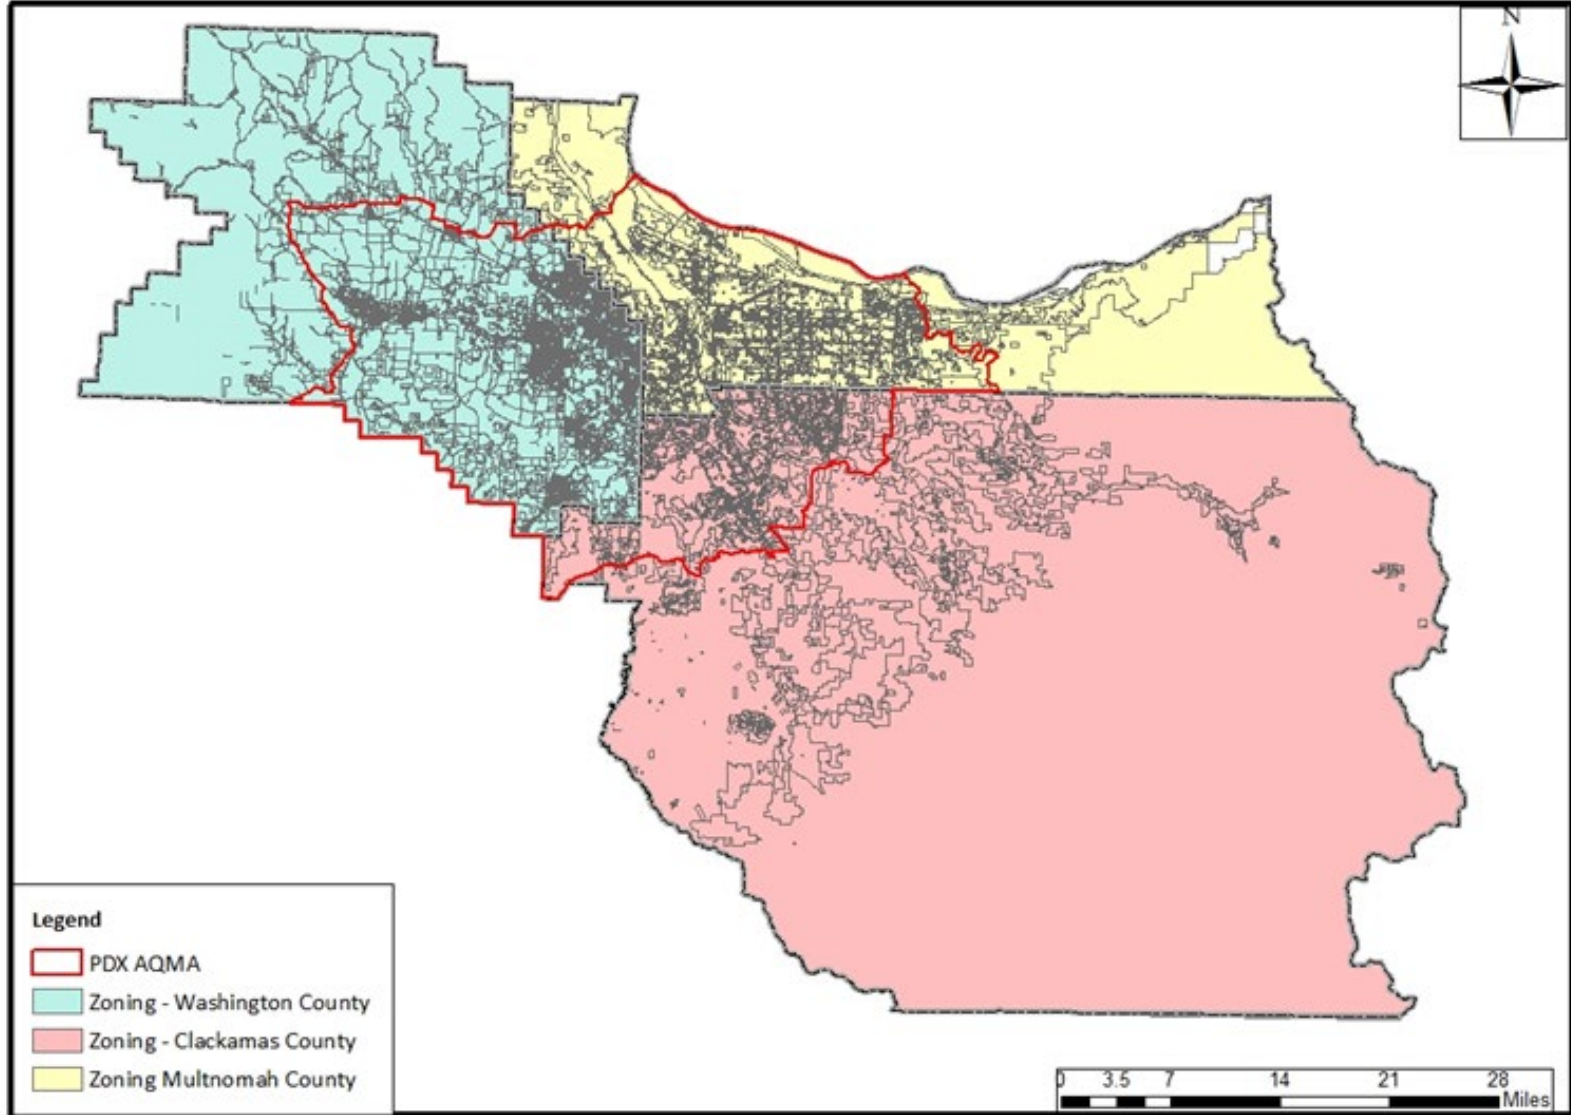 N
Legend
PDX AQMA
Zoning - Washington County
Zoning - Clackamas County
Zoning Multnomah County
0 3.5 7 14 21 28
Miles